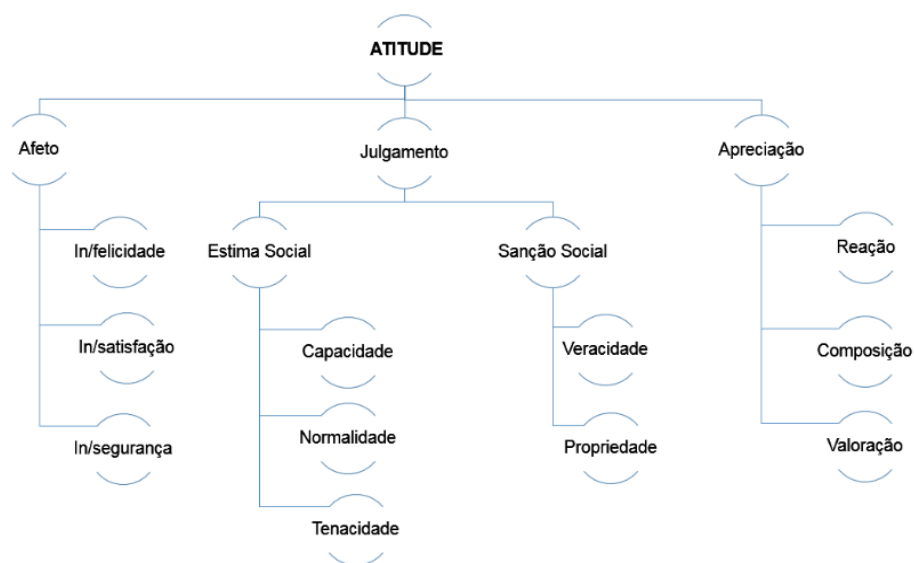 ATITUDE
Afeto
Julgamento
Apreciação
In/felicidade
Estima Social
Sanção Social
Reação
In/satisfação
Capacidade
Veracidade
Composição
In/segurança
Normalidade
Propriedade
Valoração
Tenacidade